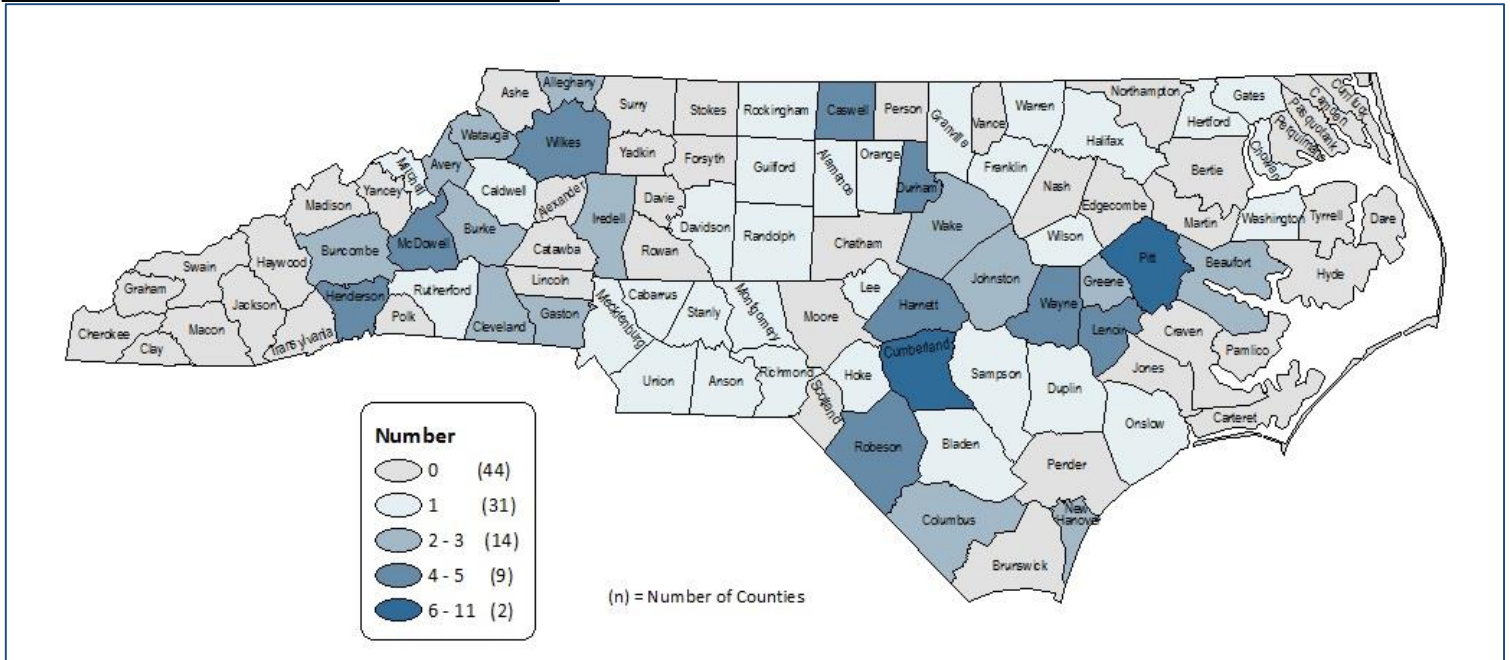 Alleghany
Ashe
Surry
Stokes
Rockingham
Caswell
Person
Granville
Vance
Warren
Northampton
Gates
Hertford
Halifax
Currituck
Camden
Pasquotank
Perquimans
Chowan
Watauga
Wilkes
Yadkin
Forsyth
Guilford
Alamance
Orange
Durham
Franklin
Nash
Edgecombe
Bertie
Martin
Washington
Tyrrell
Dare
Avery
Mitchell
Yancey
Madison
Caldwell
Alexander
Iredell
Davie
Davidson
Randolph
Rowan
Chatham
Wake
Wilson
Pitt
Beaufort
Hyde
Buncombe
McDowell
Burke
Catawba
Lincoln
Haywood
Swain
Graham
Jackson
Cherokee
Macon
Clay
Transylvania
Henderson
Polk
Rutherford
Cleveland
Gaston
Mecklenburg
Cabarrus
Stanly
Montgomery
Moore
Lee
Harnett
Johnston
Wayne
Greene
Lenoir
Craven
Pamlico
Jones
Carteret
Union
Anson
Richmond
Scotland
Hoke
Cumberland
Sampson
Duplin
Onslow
Robeson
Bladen
Pender
Columbus
New
Hanover
Brunswick
Number
0 (44)
1 (31)
2 - 3 (14)
4 - 5 (9)
6 - 11 (2)
(n) = Number of Counties